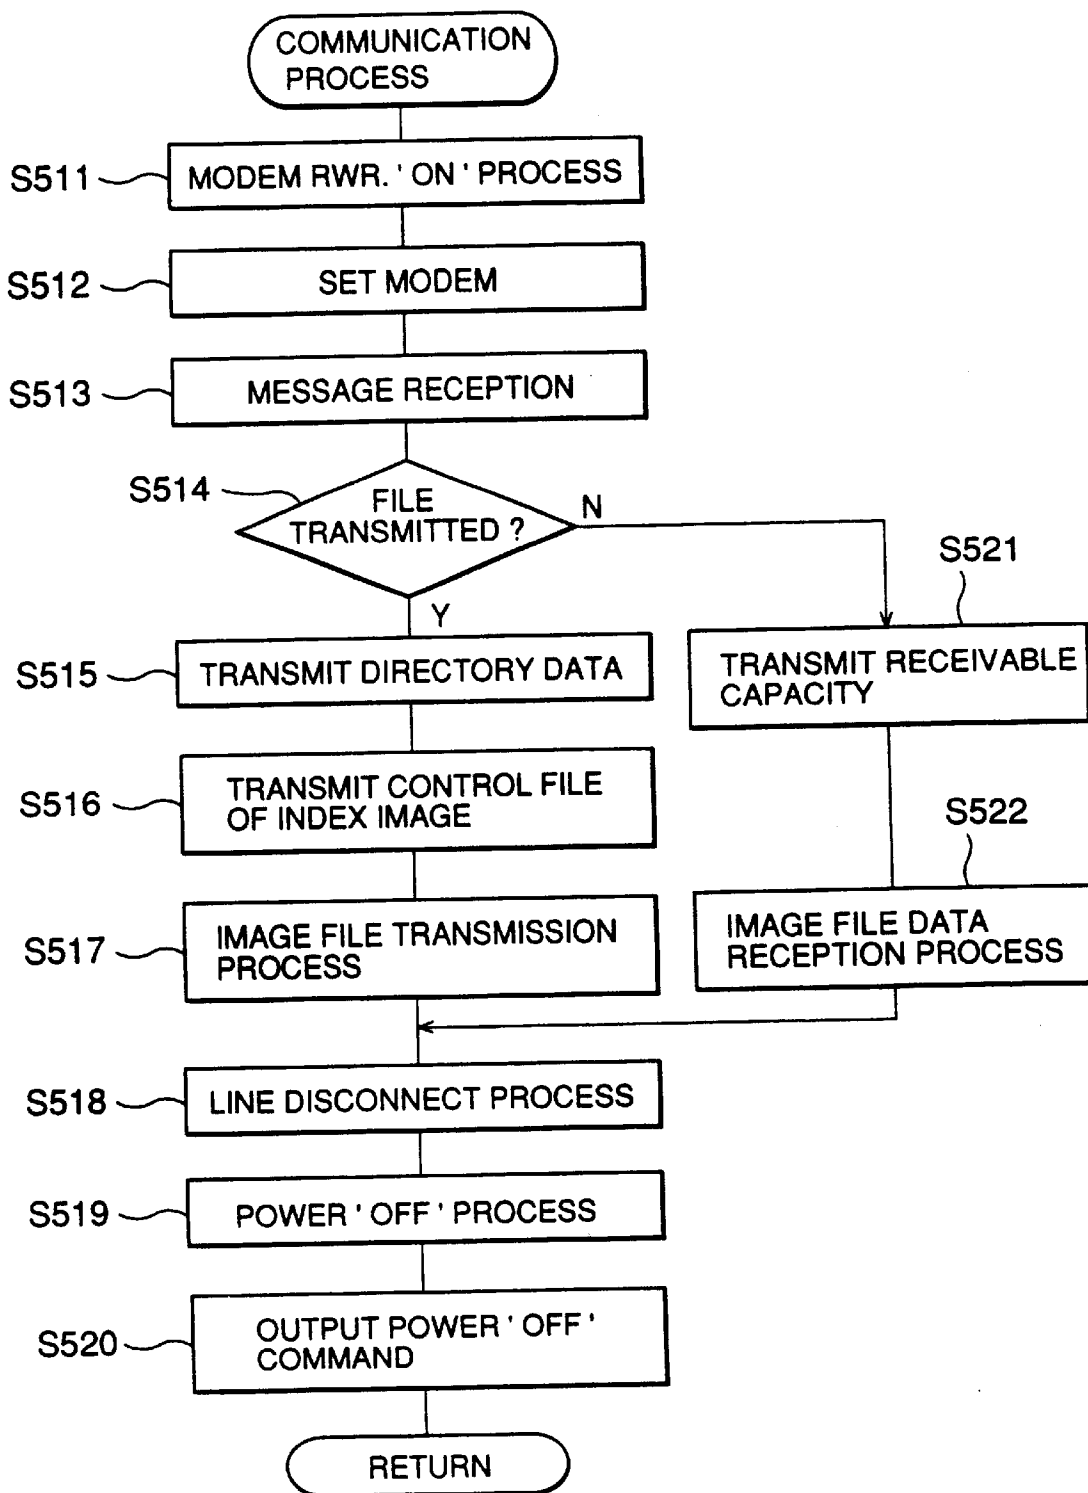 COMMUNICATION
PROCESS
S511
MODEM RWR. ' ON ' PROCESS
S512
SET MODEM
S513
MESSAGE RECEPTION
S514
FILE
TRANSMITTED ?
N
Y
S515
TRANSMIT DIRECTORY DATA
S516
TRANSMIT CONTROL FILE
OF INDEX IMAGE
S517
IMAGE FILE TRANSMISSION
PROCESS
S521
TRANSMIT RECEIVABLE
CAPACITY
S522
IMAGE FILE DATA
RECEPTION PROCESS
S518
LINE DISCONNECT PROCESS
S519
POWER ' OFF ' PROCESS
S520
OUTPUT POWER ' OFF '
COMMAND
RETURN